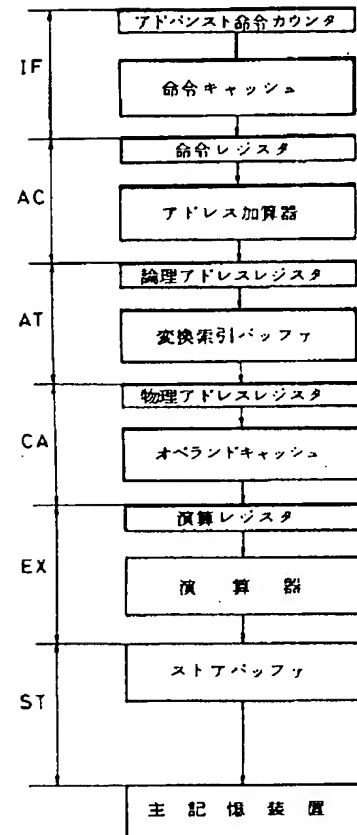 アドバンスト命令カウンタ
IF
命令キャッシュ
命令レジスタ
AC
アドレス加算器
論理アドレスレジスタ
AT
変換索引バッファ
物理アドレスレジスタ
CA
オペランドキャッシュ
演算レジスタ
EX
演算器
ストアバッファ
ST
主記憶装置